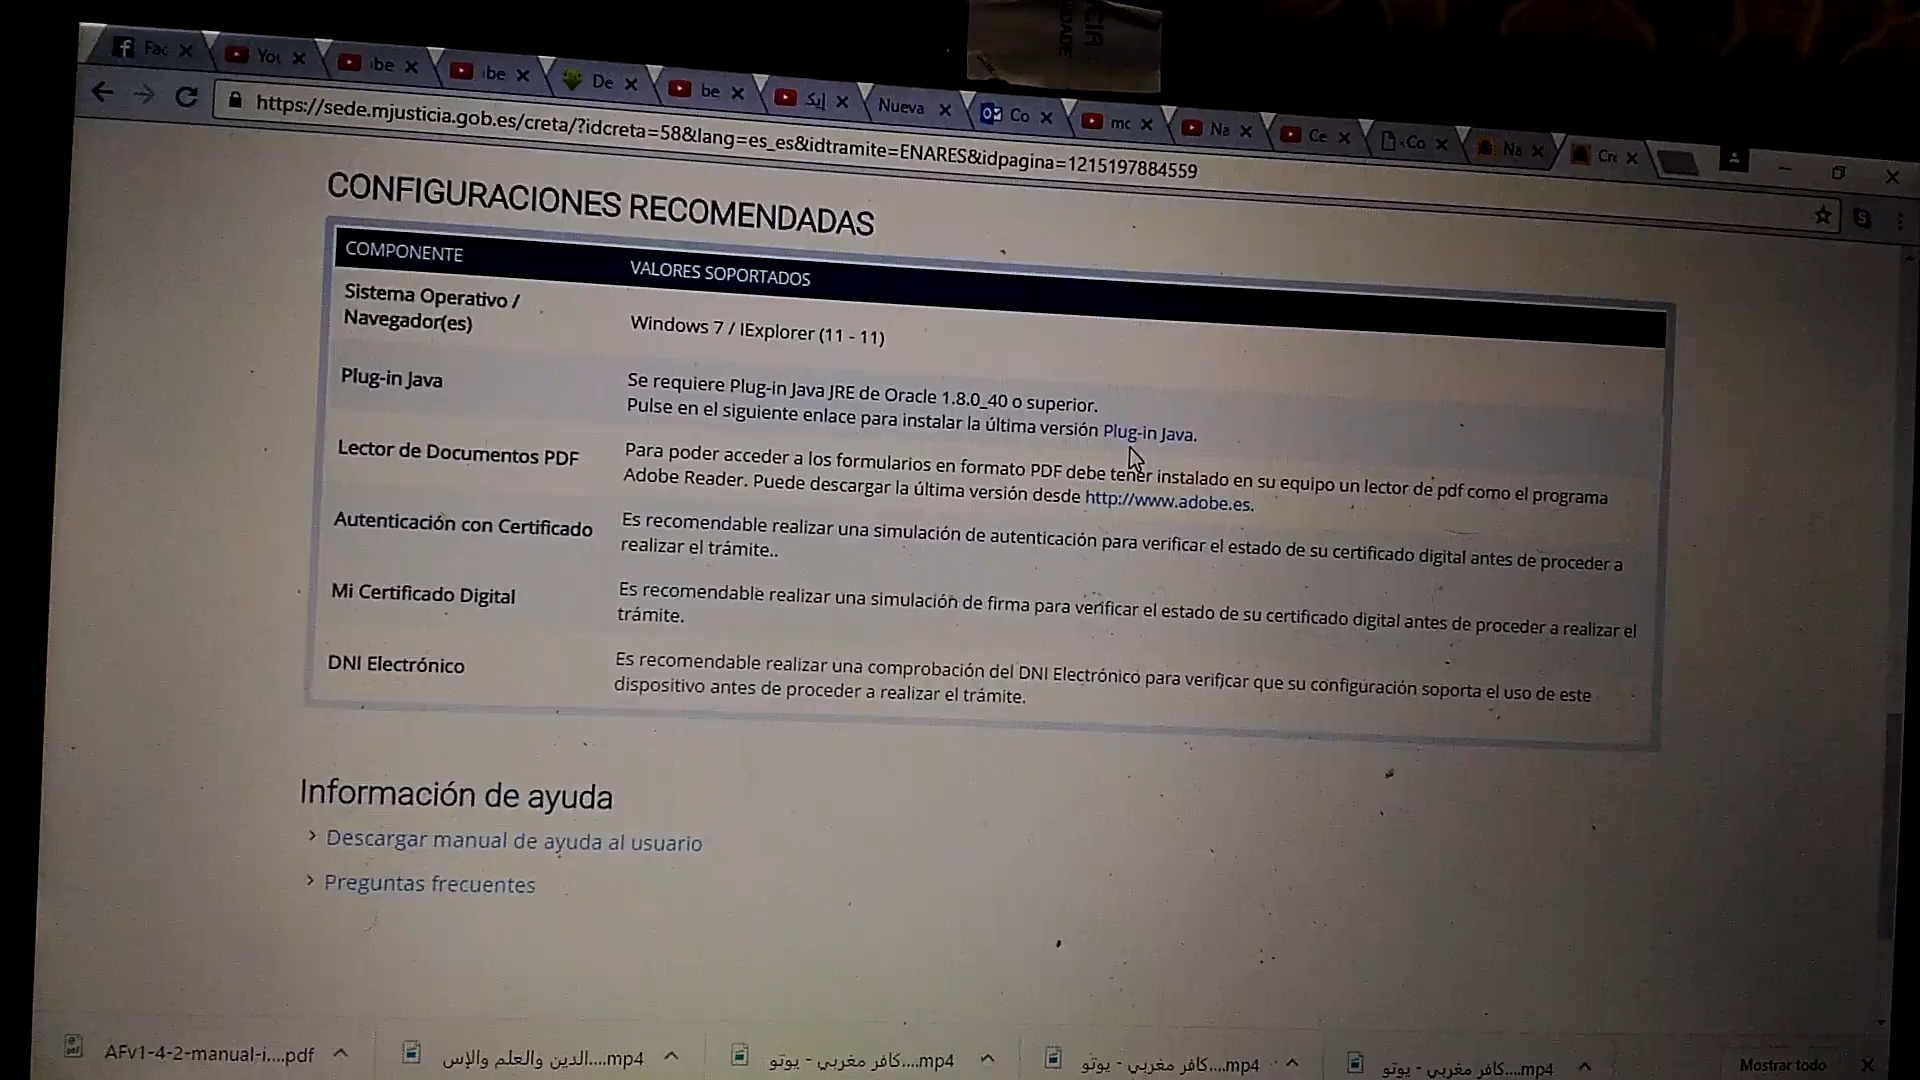 CIA
IDADE
Fac
You
be
be
De
be
إيك
Nueva
Co
mc
Na
Ce
Co
Na
Cre
https://sede.mjusticia.gob.es/creta/?idcreta=58&lang=es_es&idtramite=ENARES&idpagina=1215197884559
CONFIGURACIONES RECOMENDADAS
COMPONENTE VALORES SOPORTADOS
Sistema Operativo /
Navegador(es)
Windows 7 / IExplorer (11 - 11)
Plug-in Java
Se requiere Plug-in Java JRE de Oracle 1.8.0_40 o superior.
Pulse en el siguiente enlace para instalar la última versión Plug-in Java.
Lector de Documentos PDF
Para poder acceder a los formularios en formato PDF debe tener instalado en su equipo un lector de pdf como el programa
Adobe Reader. Puede descargar la última versión desde http://www.adobe.es.
Autenticación con Certificado
Es recomendable realizar una simulación de autenticación para verificar el estado de su certificado digital antes de proceder a
realizar el trámite..
Mi Certificado Digital
Es recomendable realizar una simulación de firma para verificar el estado de su certificado digital antes de proceder a realizar el
trámite.
DNI Electrónico
Es recomendable realizar una comprobación del DNI Electrónico para verificar que su configuración soporta el uso de este
dispositivo antes de proceder a realizar el trámite.
Información de ayuda
Descargar manual de ayuda al usuario
Preguntas frecuentes
AFv1-4-2-manual-i....pdf
الدين والعلم والإس....mp4
كافر مغربي - يوتو....mp4
كافر مغربي - يوتو....mp4
كافر مغربي - يوتو....mp4
Mostrar todo